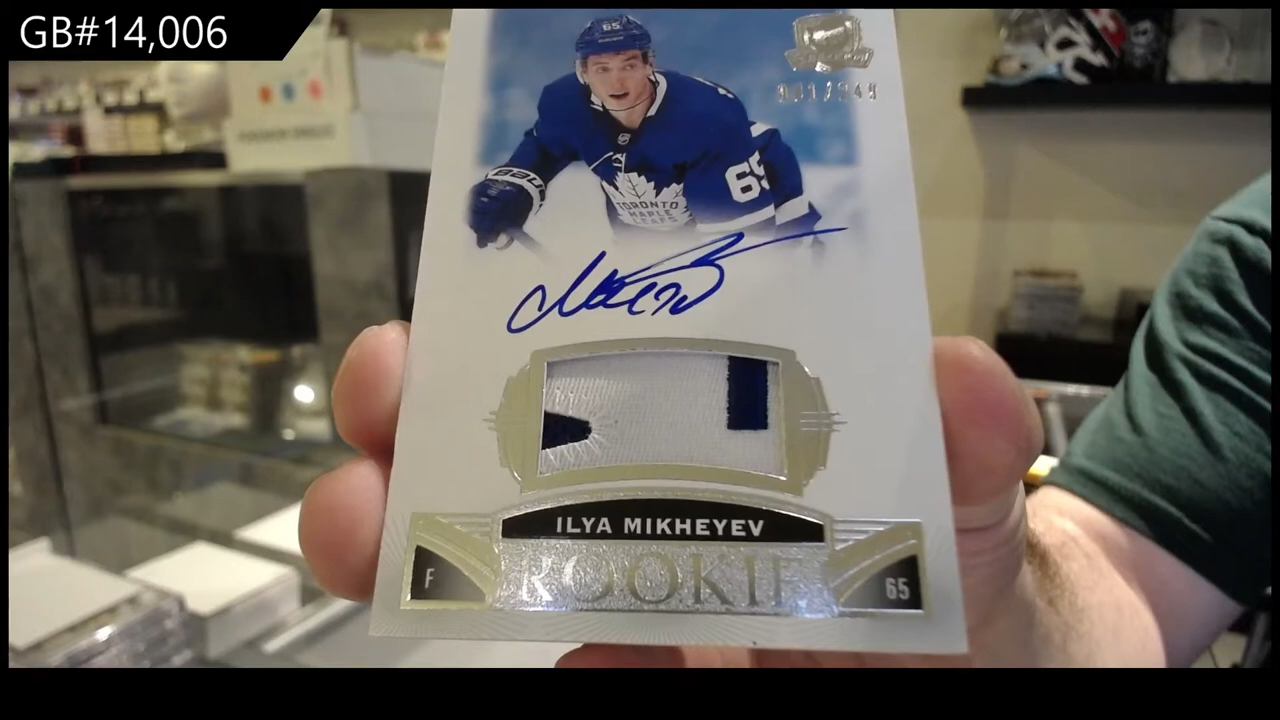 GB#14,006
65
65
TORONTO
MAPLE
LEAFS
ILYA MIKHEYEV
ROOKIE
F
65